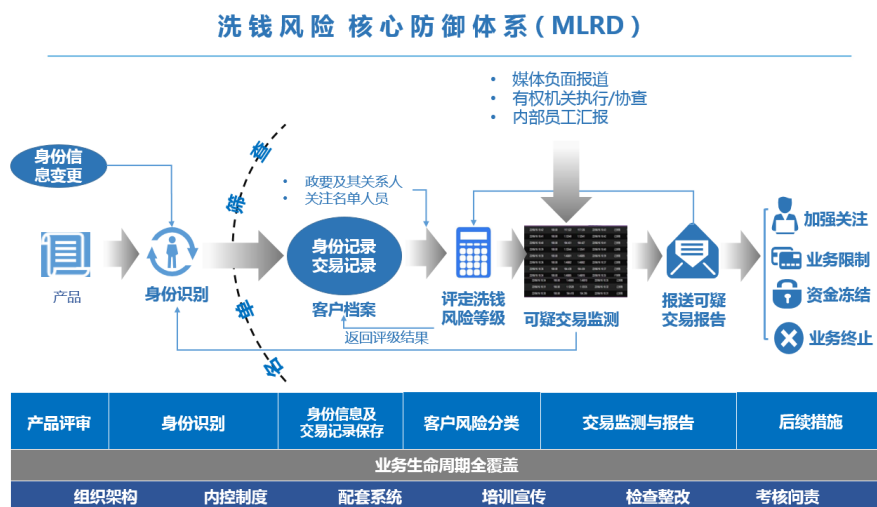 洗钱风险 核心防御体系(MLRD)
• 媒体负面报道
• 有权机关执行/协查
• 内部员工汇报
身份信
息变更
名单筛查
• 政要及其关系人
• 关注名单人员
产品
身份识别
身份记录
交易记录
客户档案
评定洗钱
风险等级
返回评级结果
可疑交易监测
报送可疑
交易报告
加强关注
业务限制
资金冻结
业务终止
产品评审
身份识别
身份信息及
交易记录保存
客户风险分类
交易监测与报告
后续措施
业务生命周期全覆盖
组织架构
内控制度
配套系统
培训宣传
检查整改
考核问责